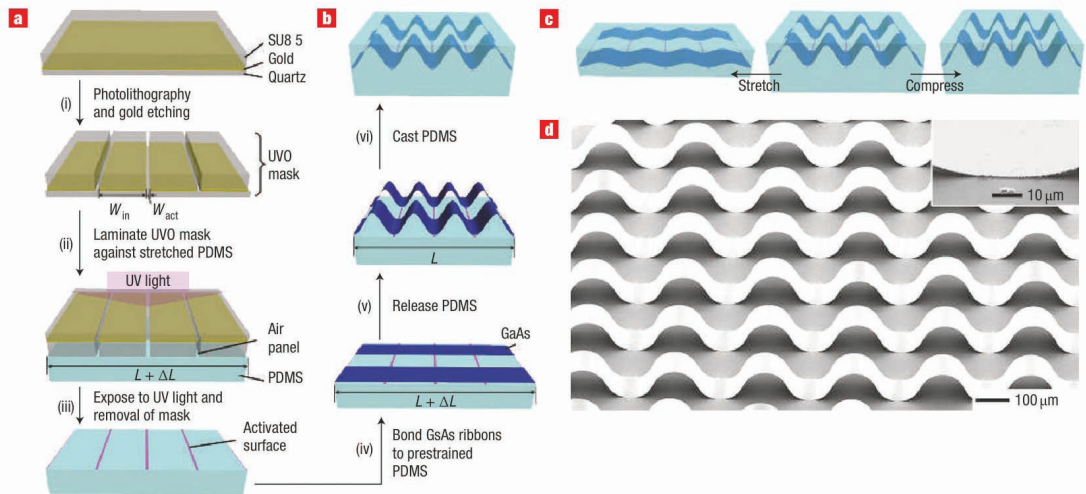 a
SU8 5
Gold
Quartz
(i)
Photolithography
and gold etching
UVO
mask
Win
Wact
(ii)
Laminate UVO mask
against stretched PDMS
UV light
Air
panel
L + ΔL
PDMS
(iii)
Expose to UV light and
removal of mask
Activated
surface
b
(vi)
Cast PDMS
L
(v)
Release PDMS
GaAs
L + ΔL
(iv)
Bond GsAs ribbons
to prestrained
PDMS
c
Stretch
Compress
d
10 μm
100 μm